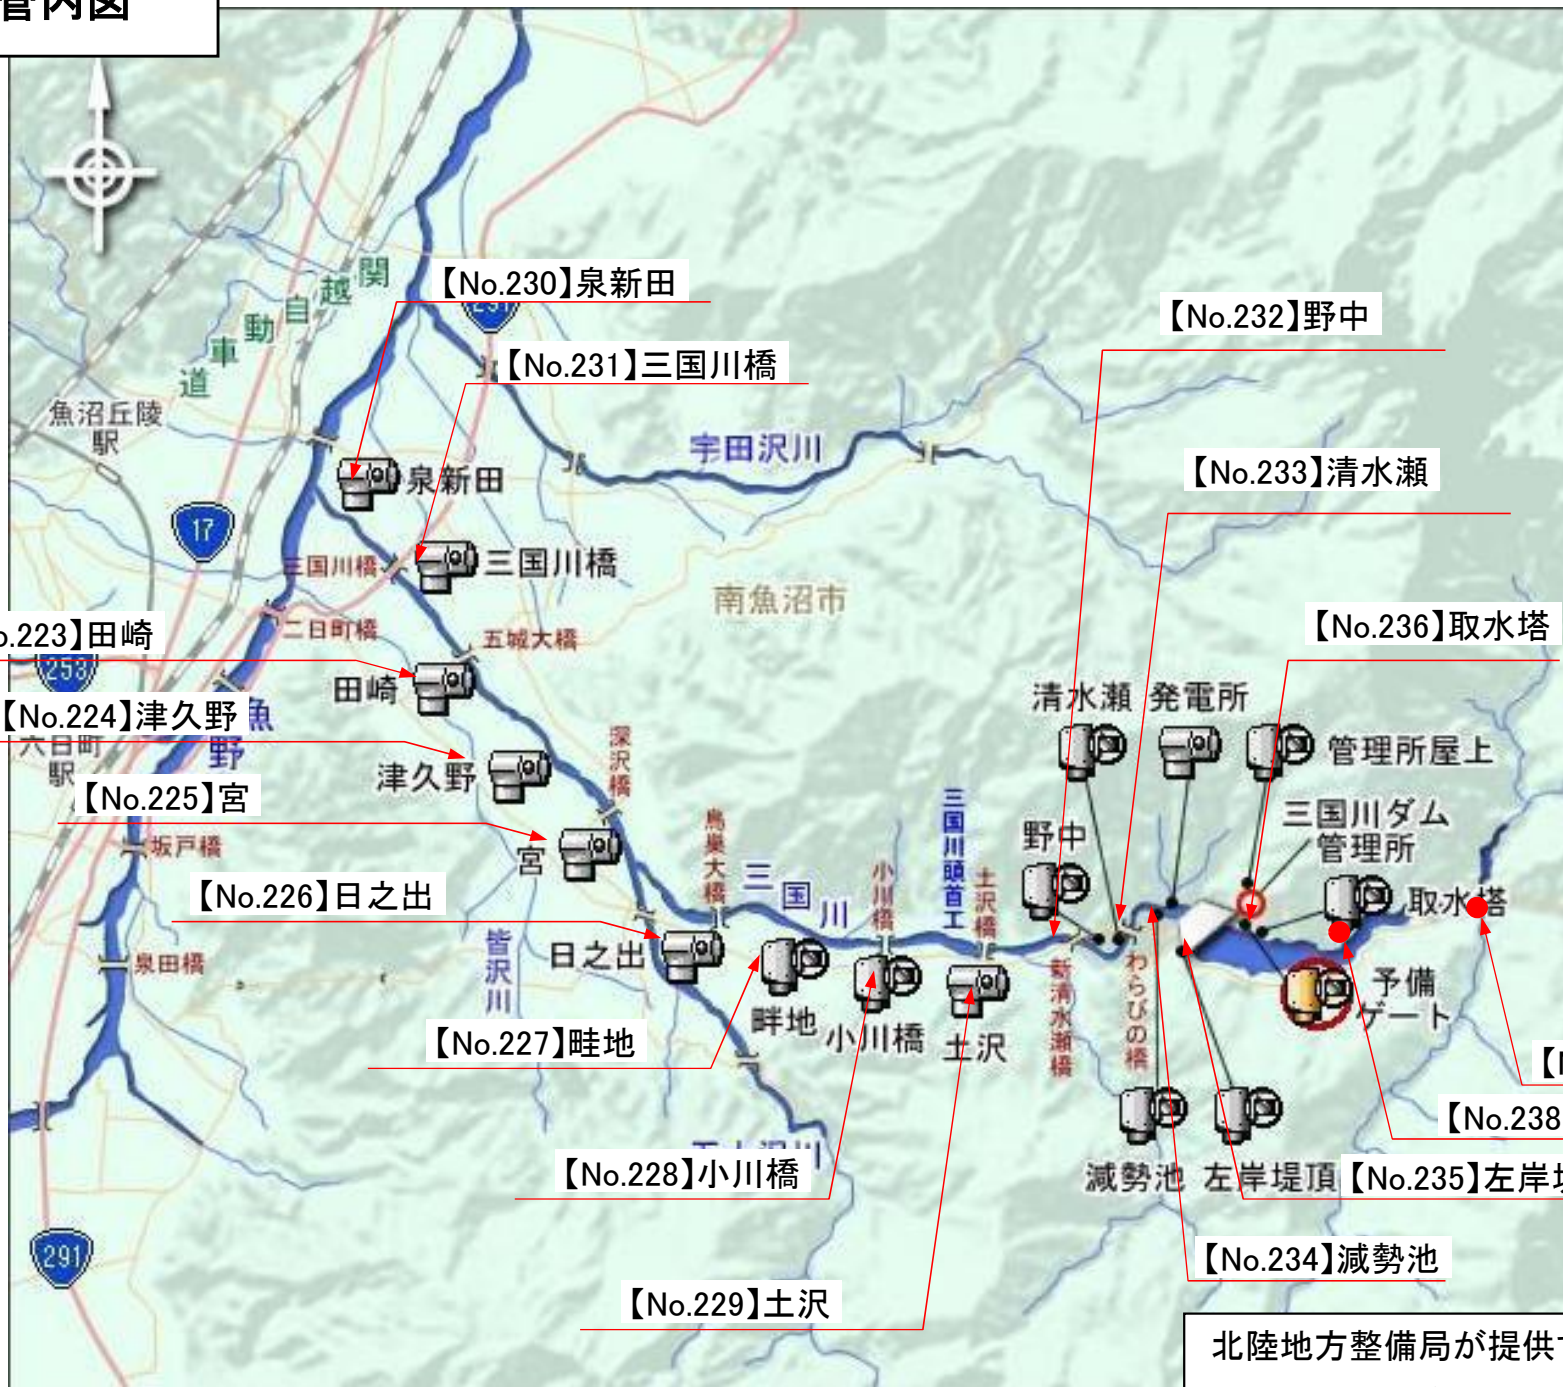 管内図
【No.230】泉新田
【No.231】三国川橋
【No.232】野中
【No.233】清水瀬
関越自動車道
魚沼丘陵
駅
宇田沢川
泉新田
17
三国川橋
三国川橋
南魚沼市
二日町橋
五城大橋
【No.236】取水塔
o.223】田崎
253
田崎
【No.224】津久野
魚野
六日町
駅
津久野
深沢橋
清水瀬
発電所
管理所屋上
【No.225】宮
宮
坂戸橋
鳥巣大橋
三国川
小川橋
三国川頭首工
土沢橋
野中
三国川ダム
管理所
取水塔
【No.226】日之出
日之出
皆沢川
泉田橋
畔地
小川橋
土沢
新清水瀬橋
わらびの橋
予備
ゲート
【No.227】畦地
【No.238
減勢池
左岸堤頂
【No.228】小川橋
【No.235】左岸
291
【No.234】減勢池
【No.229】土沢
北陸地方整備局が提供